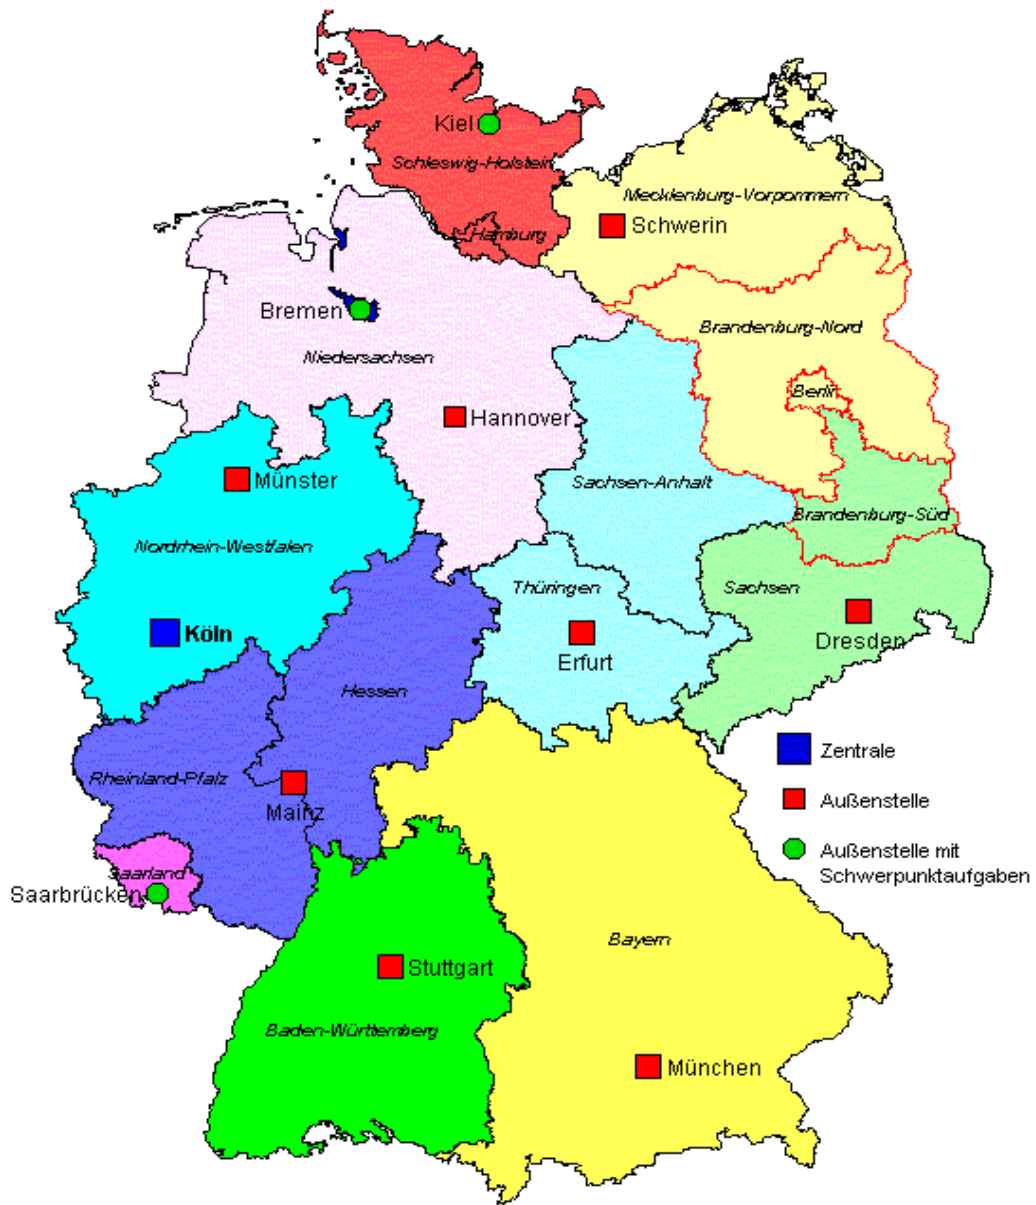 Kiel
Schleswig-Holstein
Mecklenburg-Vorpommern
Schwerin
Hamburg
Bremen
Brandenburg-Nord
Niedersachsen
Berlin
Hannover
Münster
Sachsen-Anhalt
Brandenburg-Süd
Nordrhein-Westfalen
Thüringen
Sachsen
Köln
Dresden
Erfurt
Hessen
Zentrale
Rheinland-Pfalz
Außenstelle
Mainz
Außenstelle mit
Schwerpunktaufgaben
Saarland
Saarbrücken
Bayern
Stuttgart
Baden-Württemberg
München